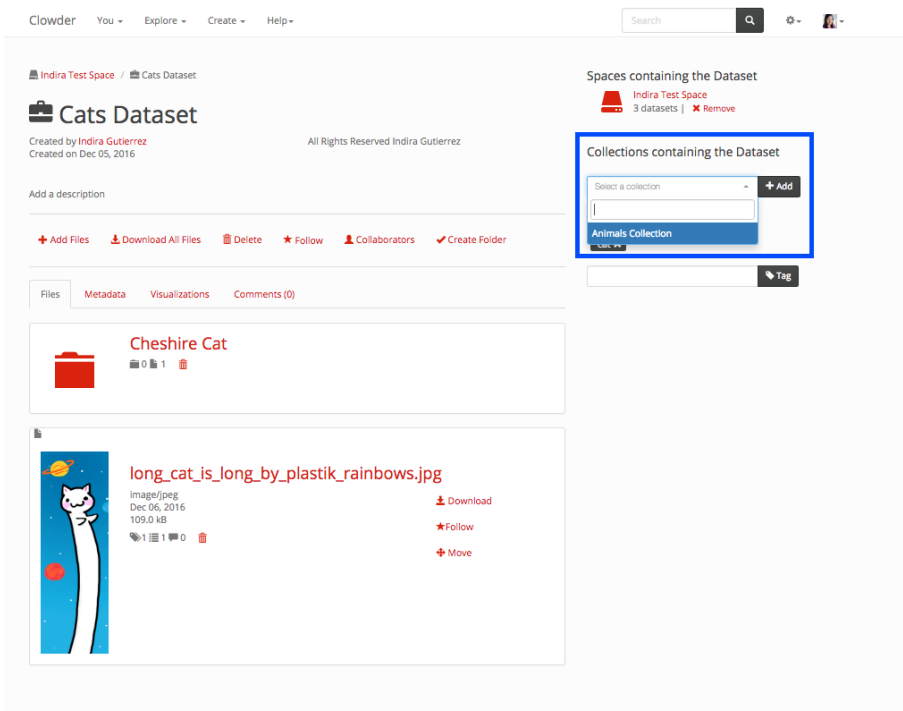 Clowder You Explore Create Help Search
Indira Test Space / Cats Dataset
Cats Dataset
Created by Indira Gutierrez
Created on Dec 05, 2016
All Rights Reserved Indira Gutierrez
Add a description
Add Files Download All Files Delete Follow Collaborators Create Folder
Files Metadata Visualizations Comments (0)
Cheshire Cat
0 1
long_cat_is_long_by_plastik_rainbows.jpg
image/jpeg
Dec 06, 2016
109.0 kB
1 1 0
Download
Follow
Move
Spaces containing the Dataset
Indira Test Space
3 datasets | Remove
Collections containing the Dataset
Select a colection Add
Animals Collection
Tag